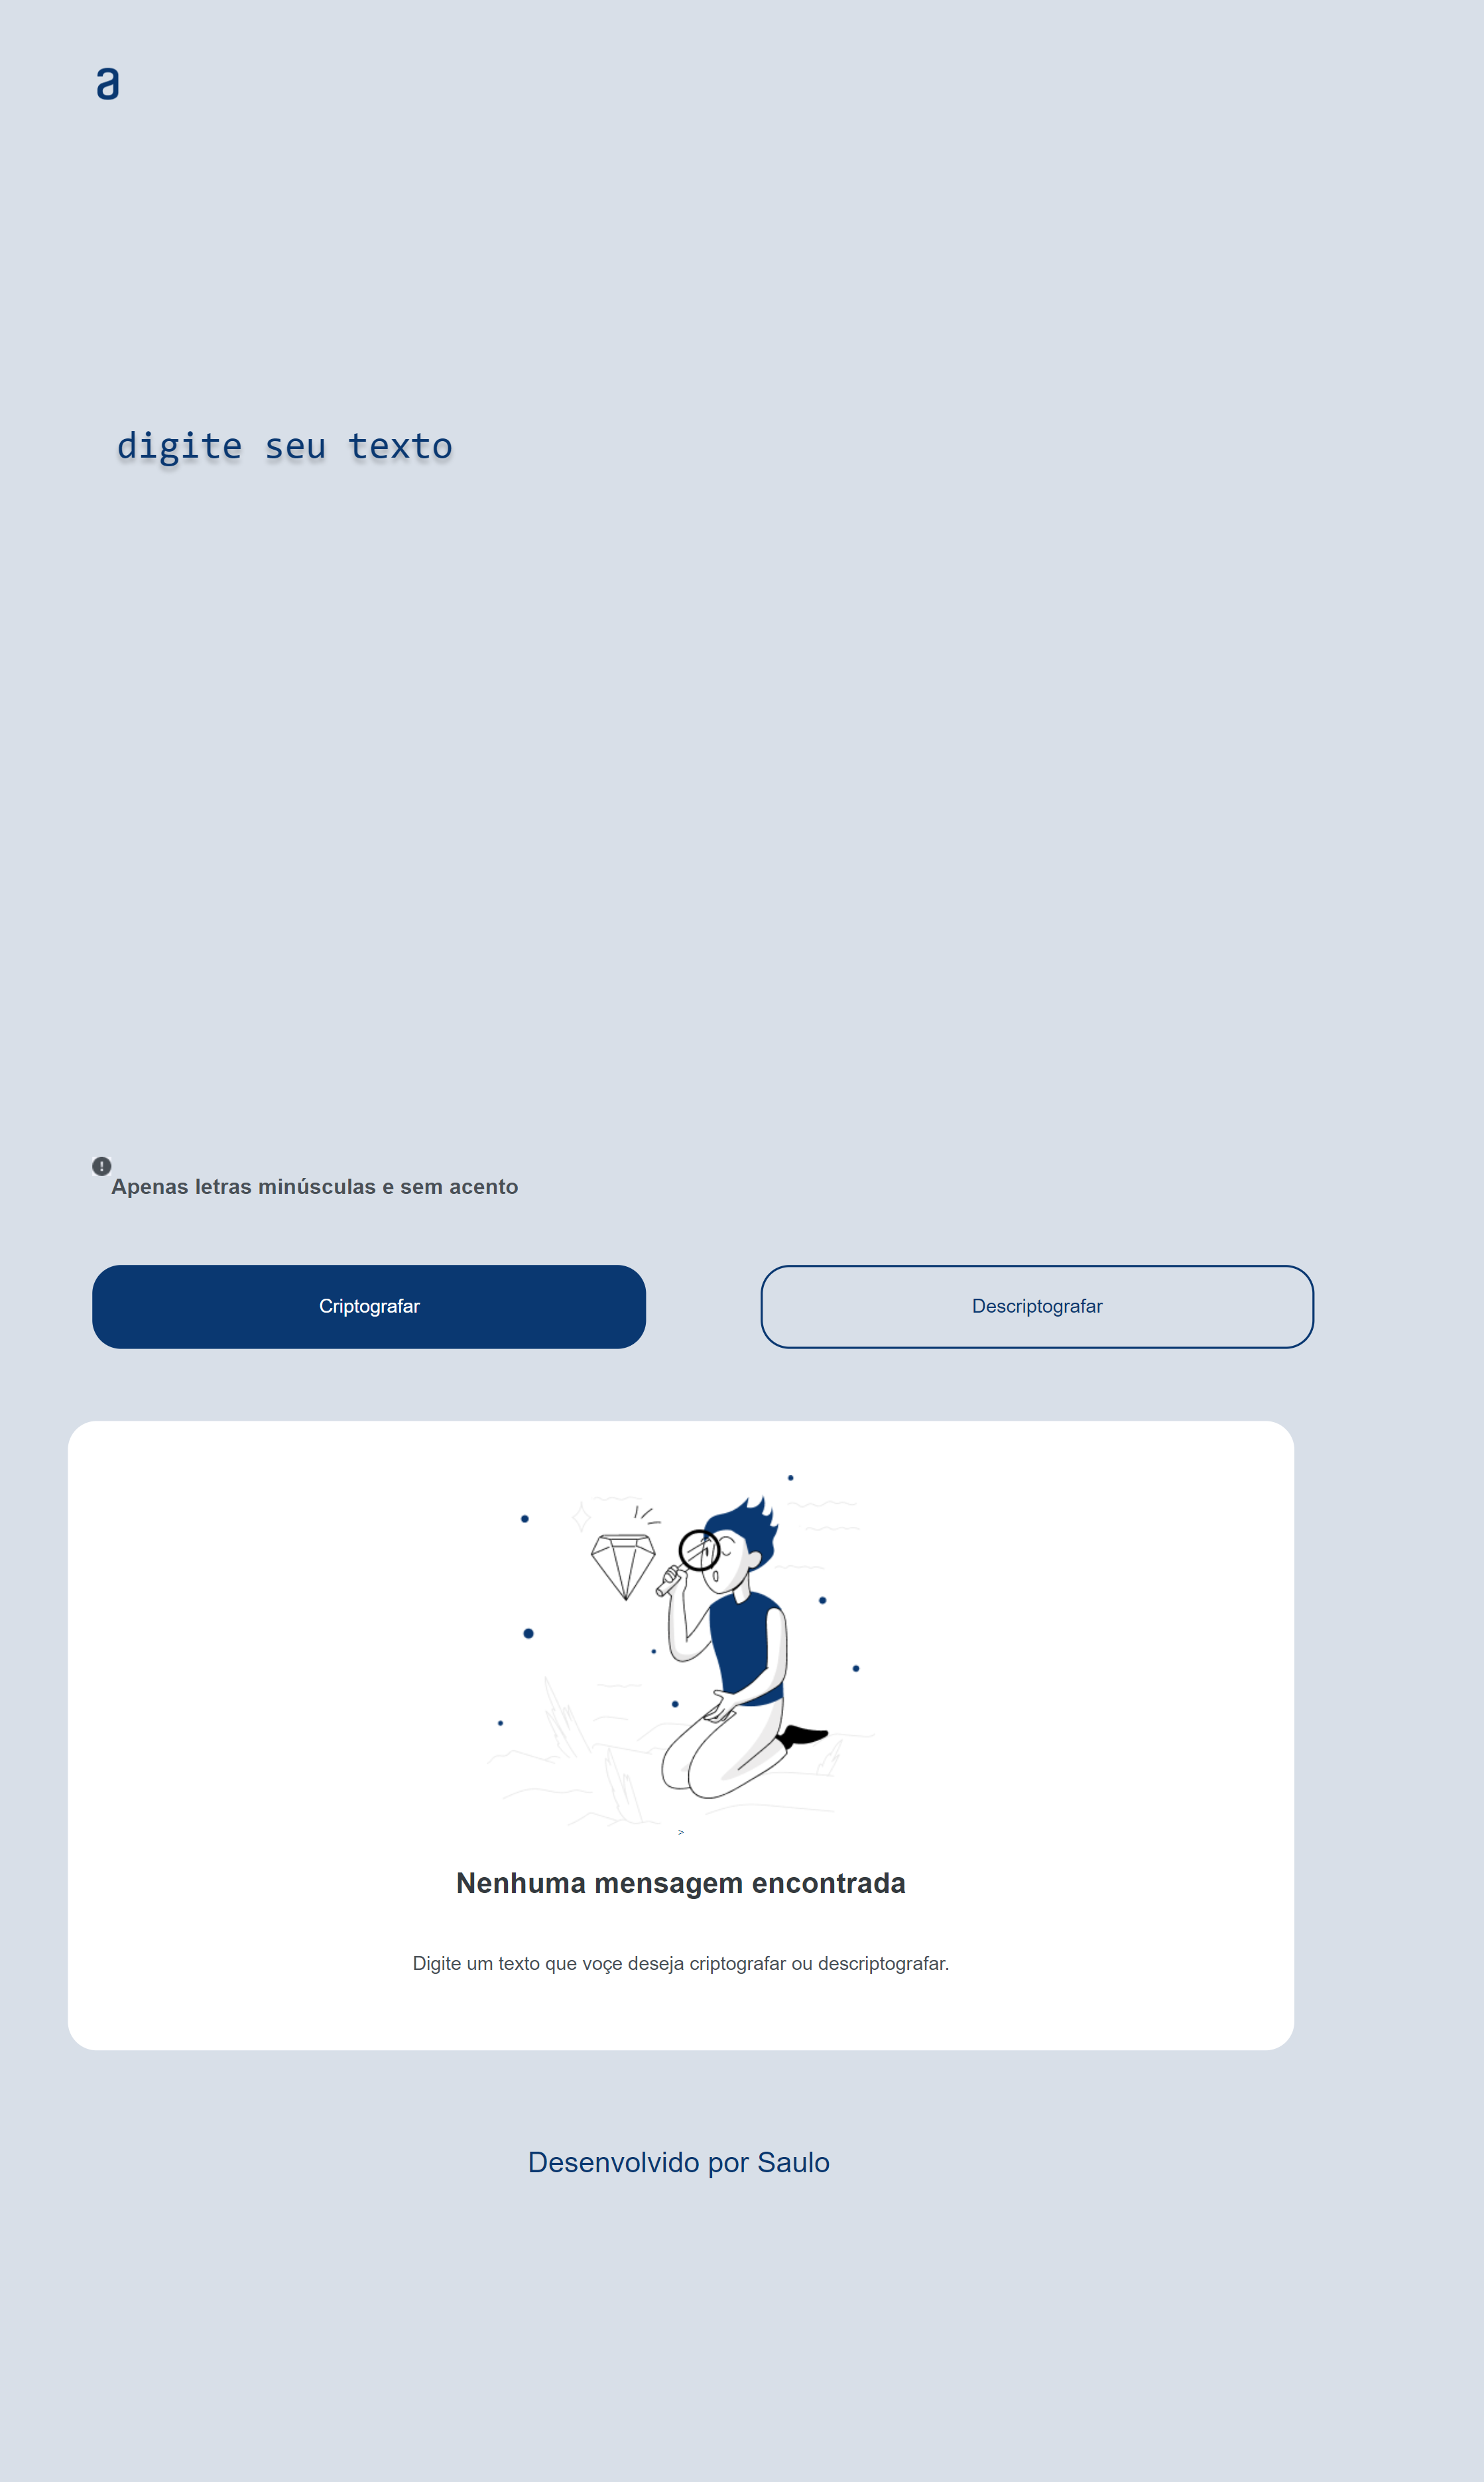 a
digite seu texto
!
Apenas letras minúsculas e sem acento
Criptografar
Descriptografar
>
Nenhuma mensagem encontrada
Digite um texto que voçe deseja criptografar ou descriptografar.
Desenvolvido por Saulo